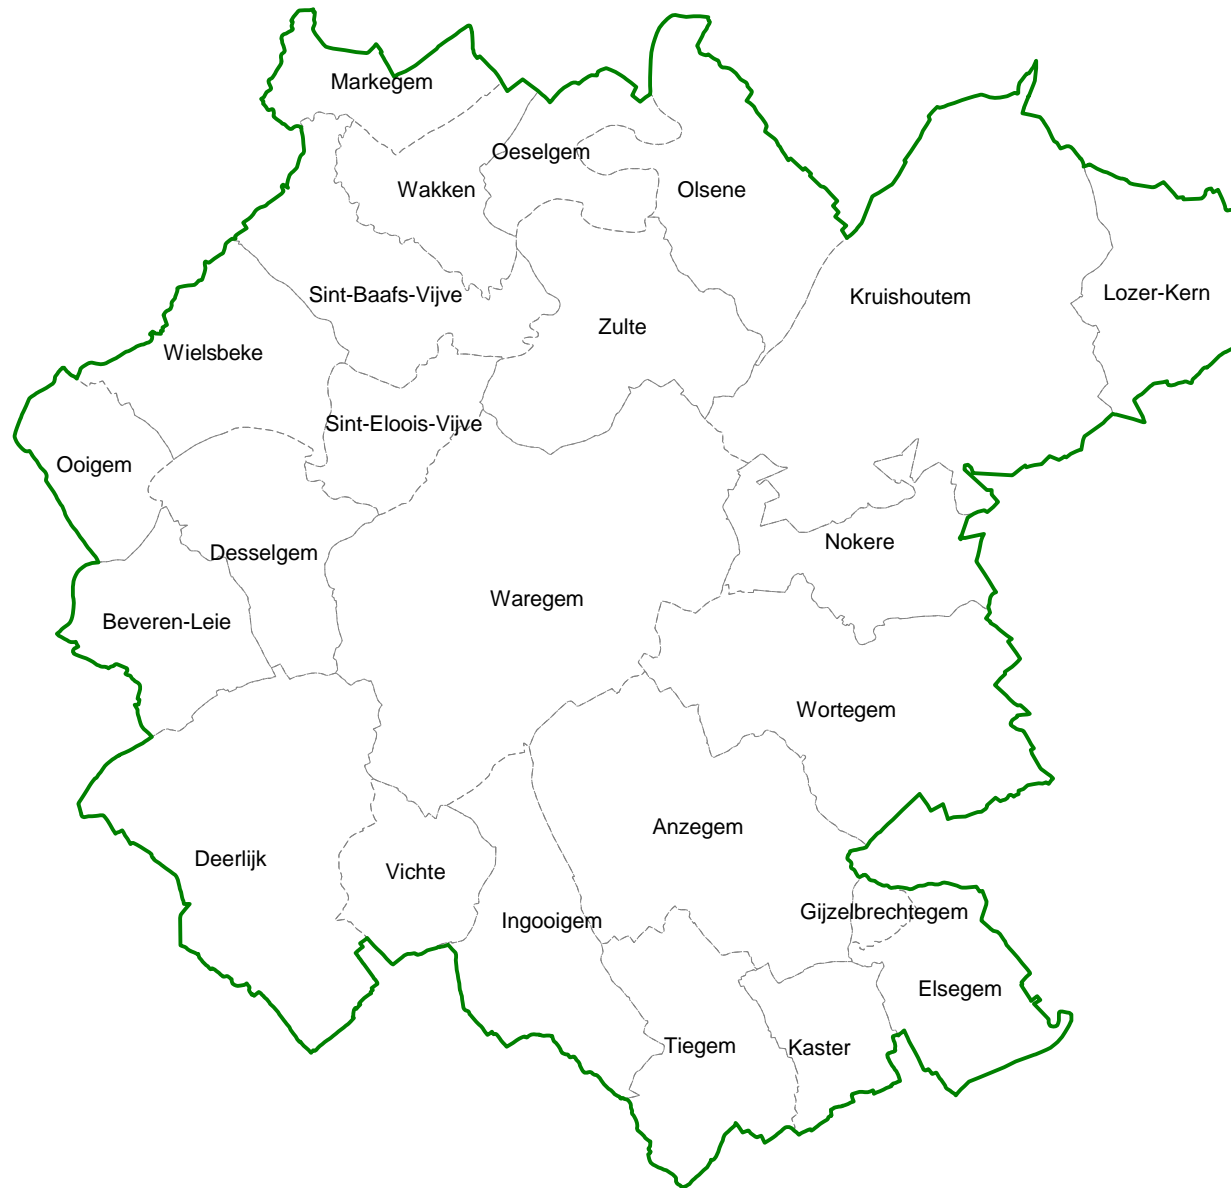 Markegem
Oeselgem
Wakken
Olsene
Sint-Baafs-Vijve
Kruishoutem
Lozer-Kern
Zulte
Wielsbeke
Sint-Eloois-Vijve
Ooigem
Desselgem
Nokere
Waregem
Beveren-Leie
Wortegem
Anzegem
Deerlijk
Vichte
Gijzelbrechtegem
Ingooigem
Elsegem
Tiegem
Kaster